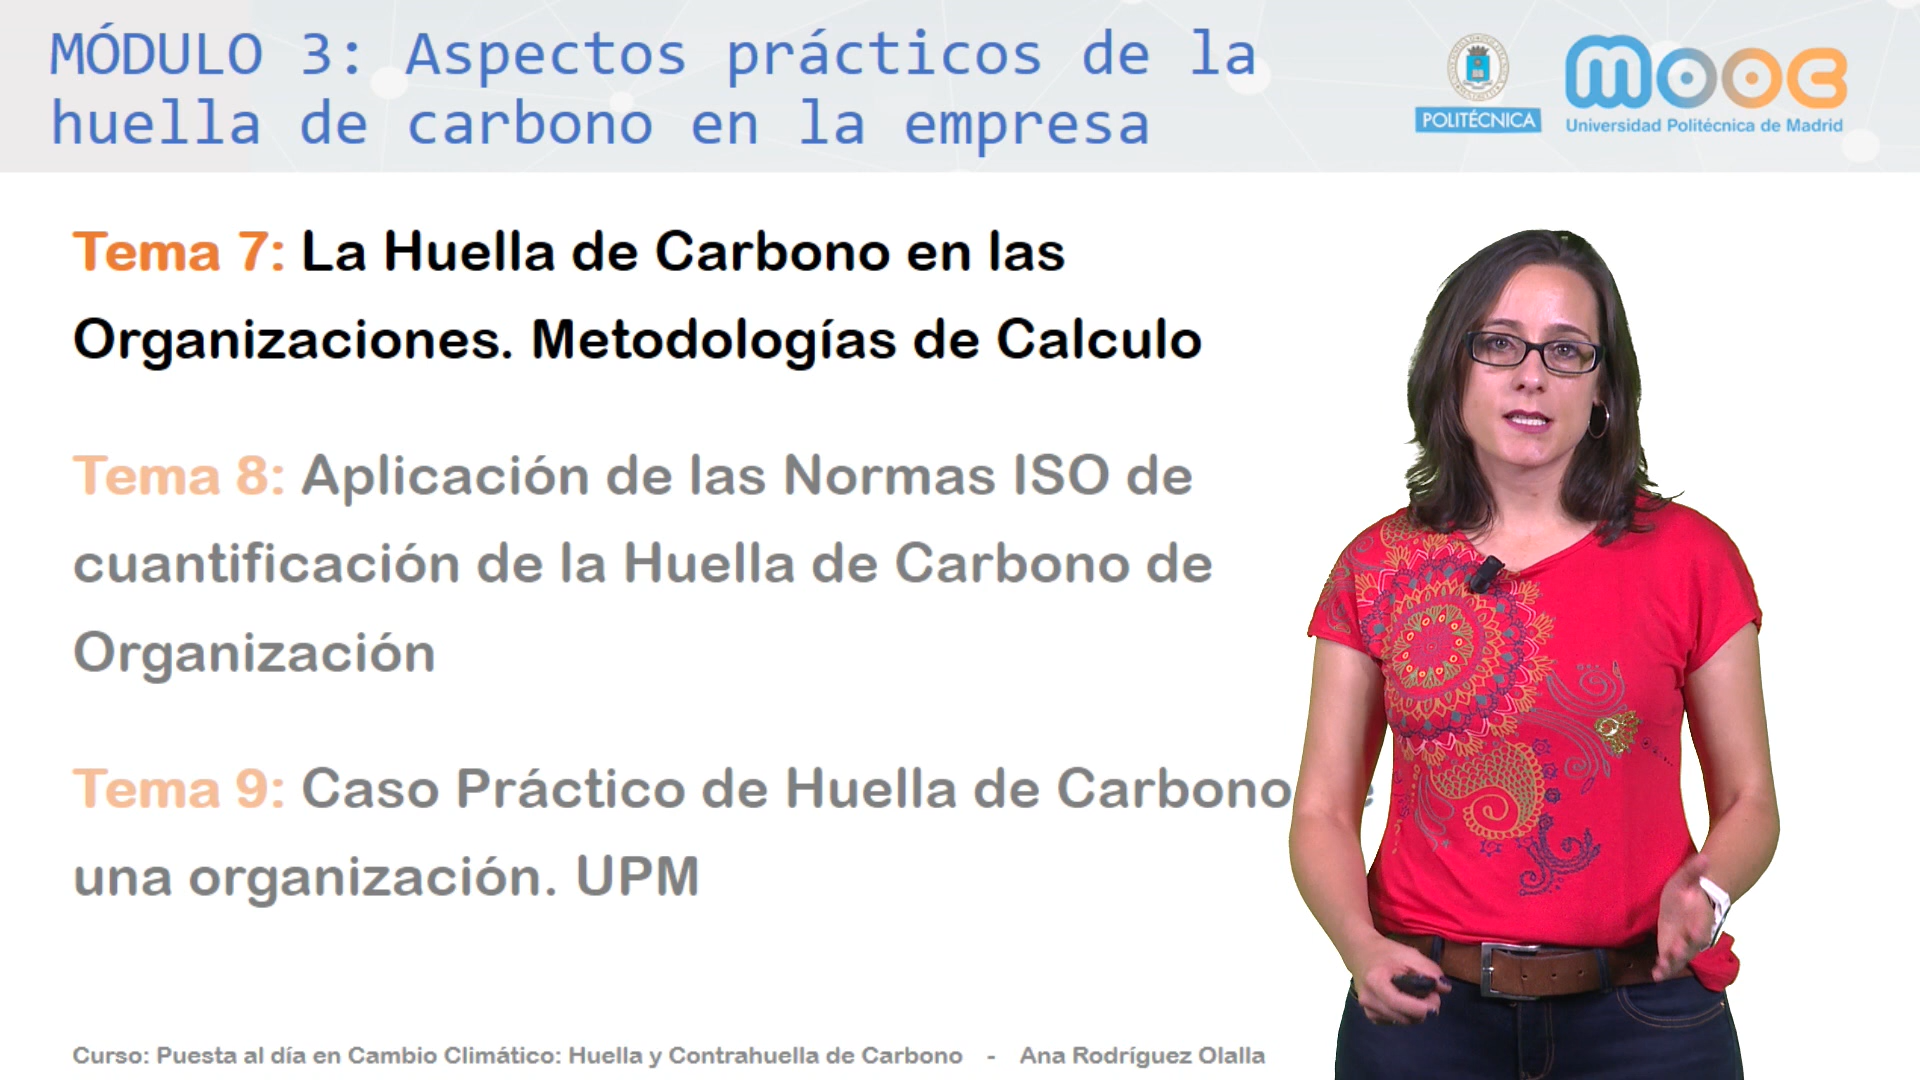 MÓDULO 3: Aspectos prácticos de la
huella de carbono en la empresa
POLITÉCNICA
mooc
Universidad Politécnica de Madrid
Tema 7: La Huella de Carbono en las
Organizaciones. Metodologías de Calculo
Tema 8: Aplicación de las Normas ISO de
cuantificación de la Huella de Carbono de
Organización
Tema 9: Caso Práctico de Huella de Carbono
una organización. UPM
Curso: Puesta al día en Cambio Climático: Huella y Contrahuella de Carbono - Ana Rodríguez Olalla